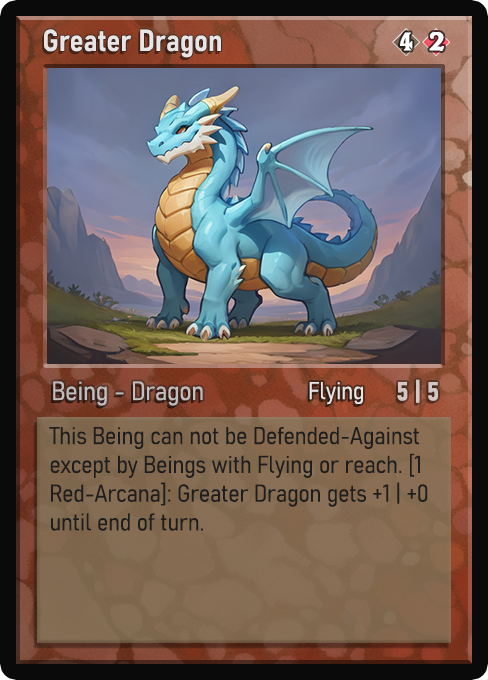 Greater Dragon 4 2
Being - Dragon Flying 5 | 5
This Being can not be Defended-Against
except by Beings with Flying or reach. [1
Red-Arcana]: Greater Dragon gets +1 | +0
until end of turn.